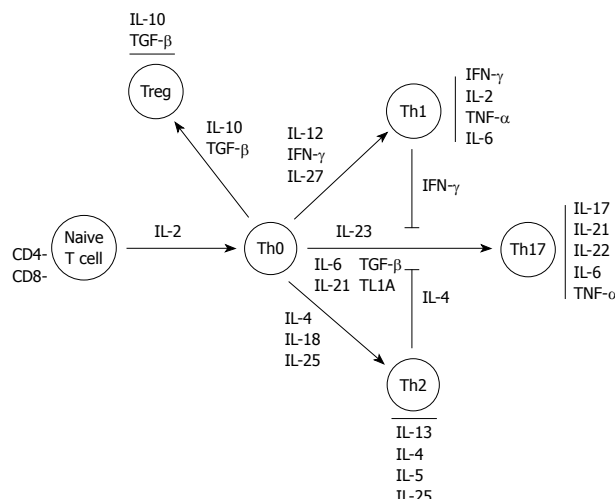 IL-10
TGF-β
Treg
IL-10
TGF-β
IL-12
IFN-γ
IL-27
Th1
IFN-γ
IL-2
TNF-α
IL-6
IFN-γ
CD4-
CD8-
Naive
T cell
IL-2
Th0
IL-23
IL-6 TGF-β
IL-21 TL1A
Th17
IL-17
IL-21
IL-22
IL-6
TNF-α
IL-4
IL-4
IL-18
IL-25
Th2
IL-13
IL-4
IL-5
IL-25